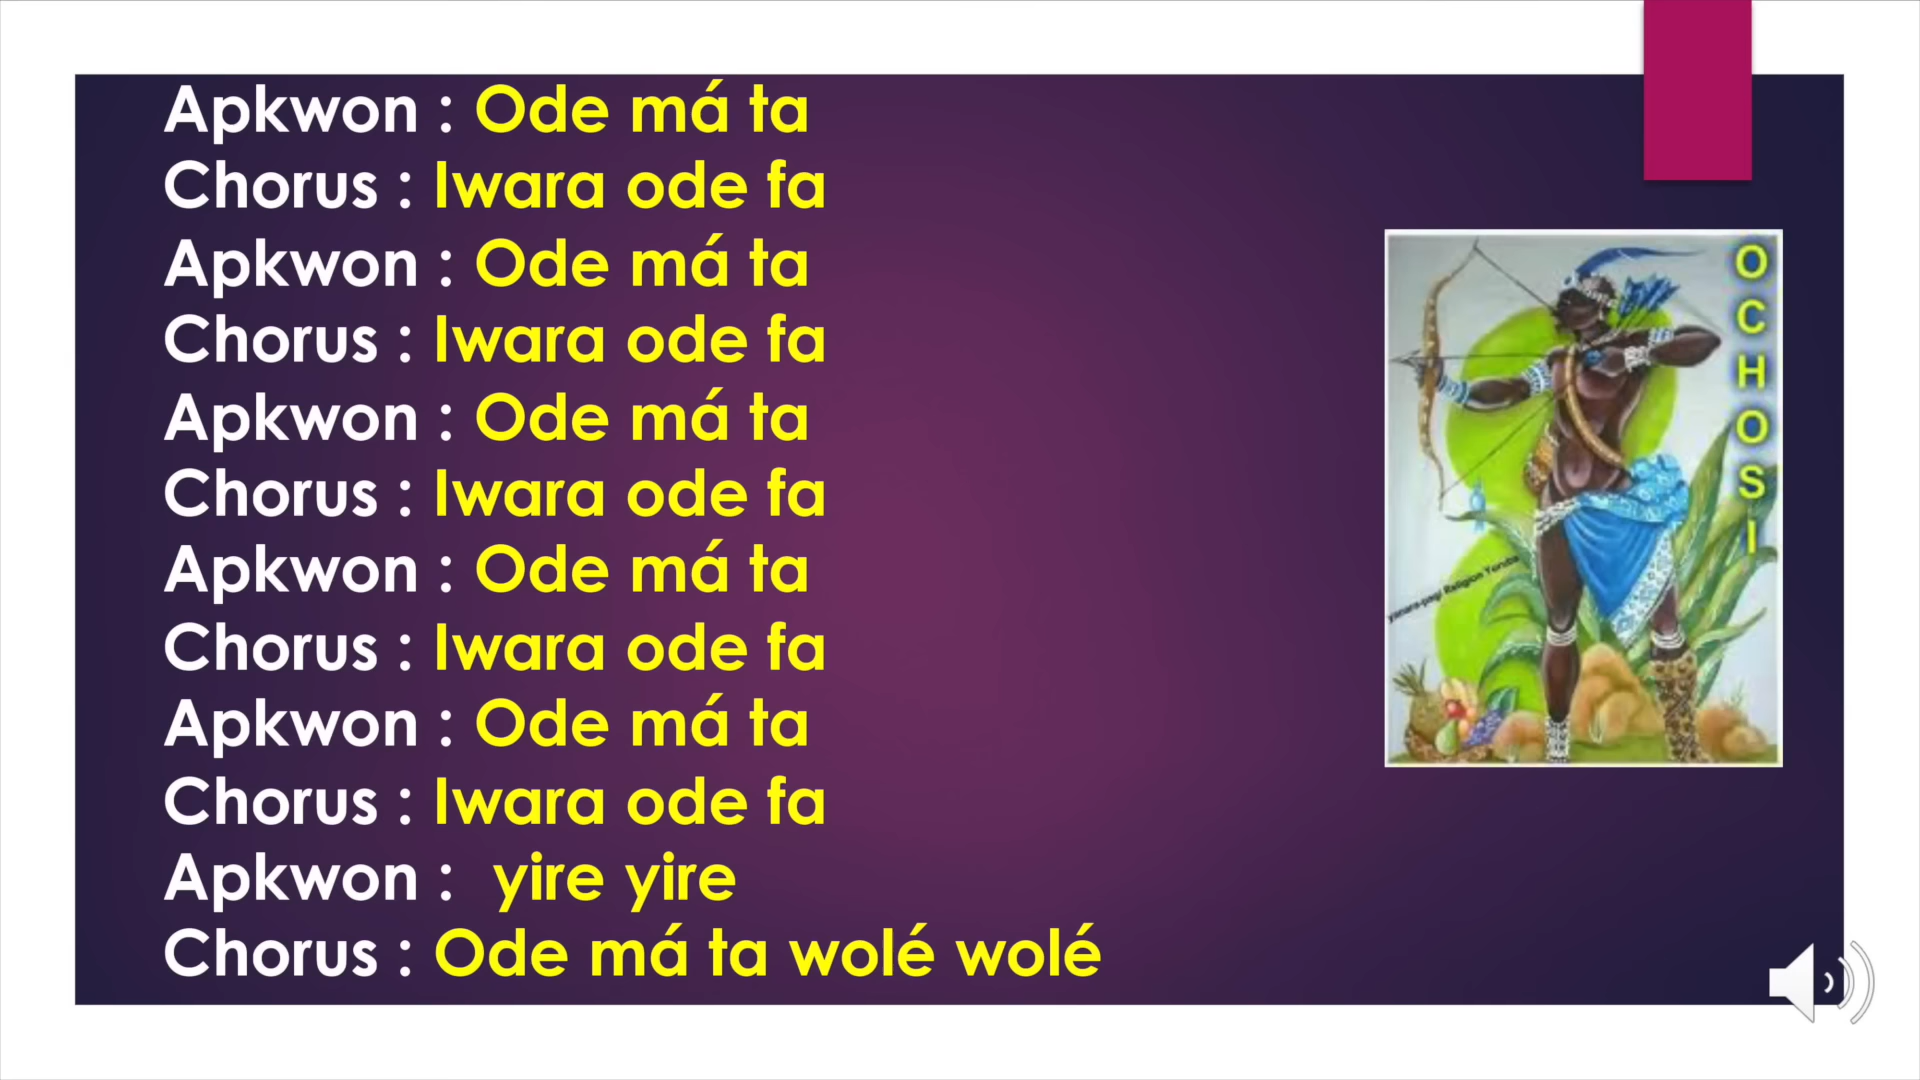 Apkwon : Ode má ta
Chorus : Iwara ode fa
Apkwon : Ode má ta
Chorus : Iwara ode fa
Apkwon : Ode má ta
Chorus : Iwara ode fa
Apkwon : Ode má ta
Chorus : Iwara ode fa
Apkwon : Ode má ta
Chorus : Iwara ode fa
Apkwon : yire yire
Chorus : Ode má ta wolé wolé
OCHOSI
Religion Yoruba